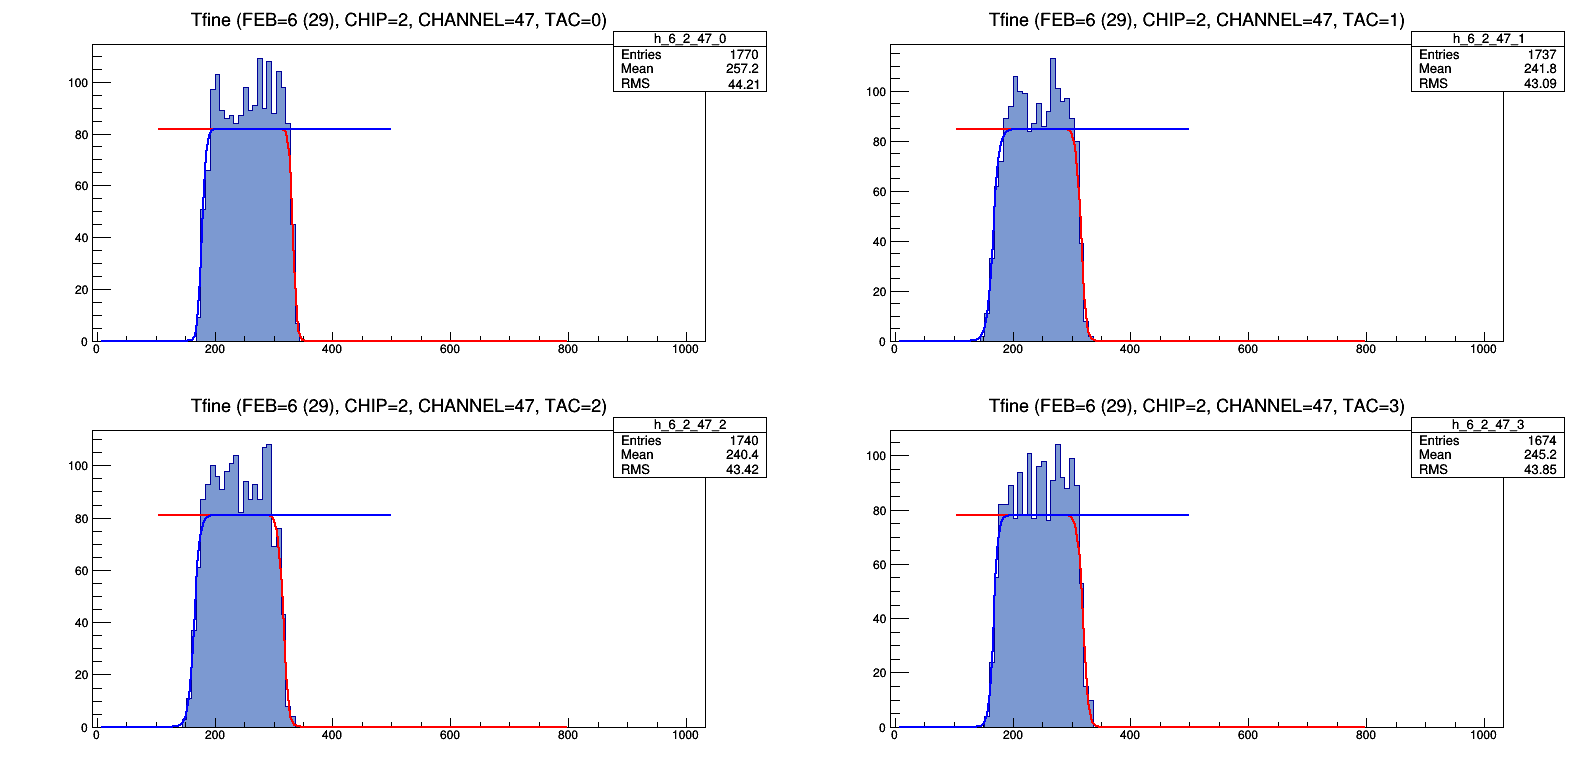 Tfine (FEB=6 (29), CHIP=2, CHANNEL=47, TAC=0)
h_6_2_47_0
Entries 1770
Mean 257.2
RMS 44.21
100
80
60
40
20
0
0 200 400 600 800 1000
Tfine (FEB=6 (29), CHIP=2, CHANNEL=47, TAC=1)
h_6_2_47_1
Entries 1737
Mean 241.8
RMS 43.09
100
80
60
40
20
0
0 200 400 600 800 1000
Tfine (FEB=6 (29), CHIP=2, CHANNEL=47, TAC=2)
h_6_2_47_2
Entries 1740
Mean 240.4
RMS 43.42
100
80
60
40
20
0
0 200 400 600 800 1000
Tfine (FEB=6 (29), CHIP=2, CHANNEL=47, TAC=3)
h_6_2_47_3
Entries 1674
Mean 245.2
RMS 43.85
100
80
60
40
20
0
0 200 400 600 800 1000